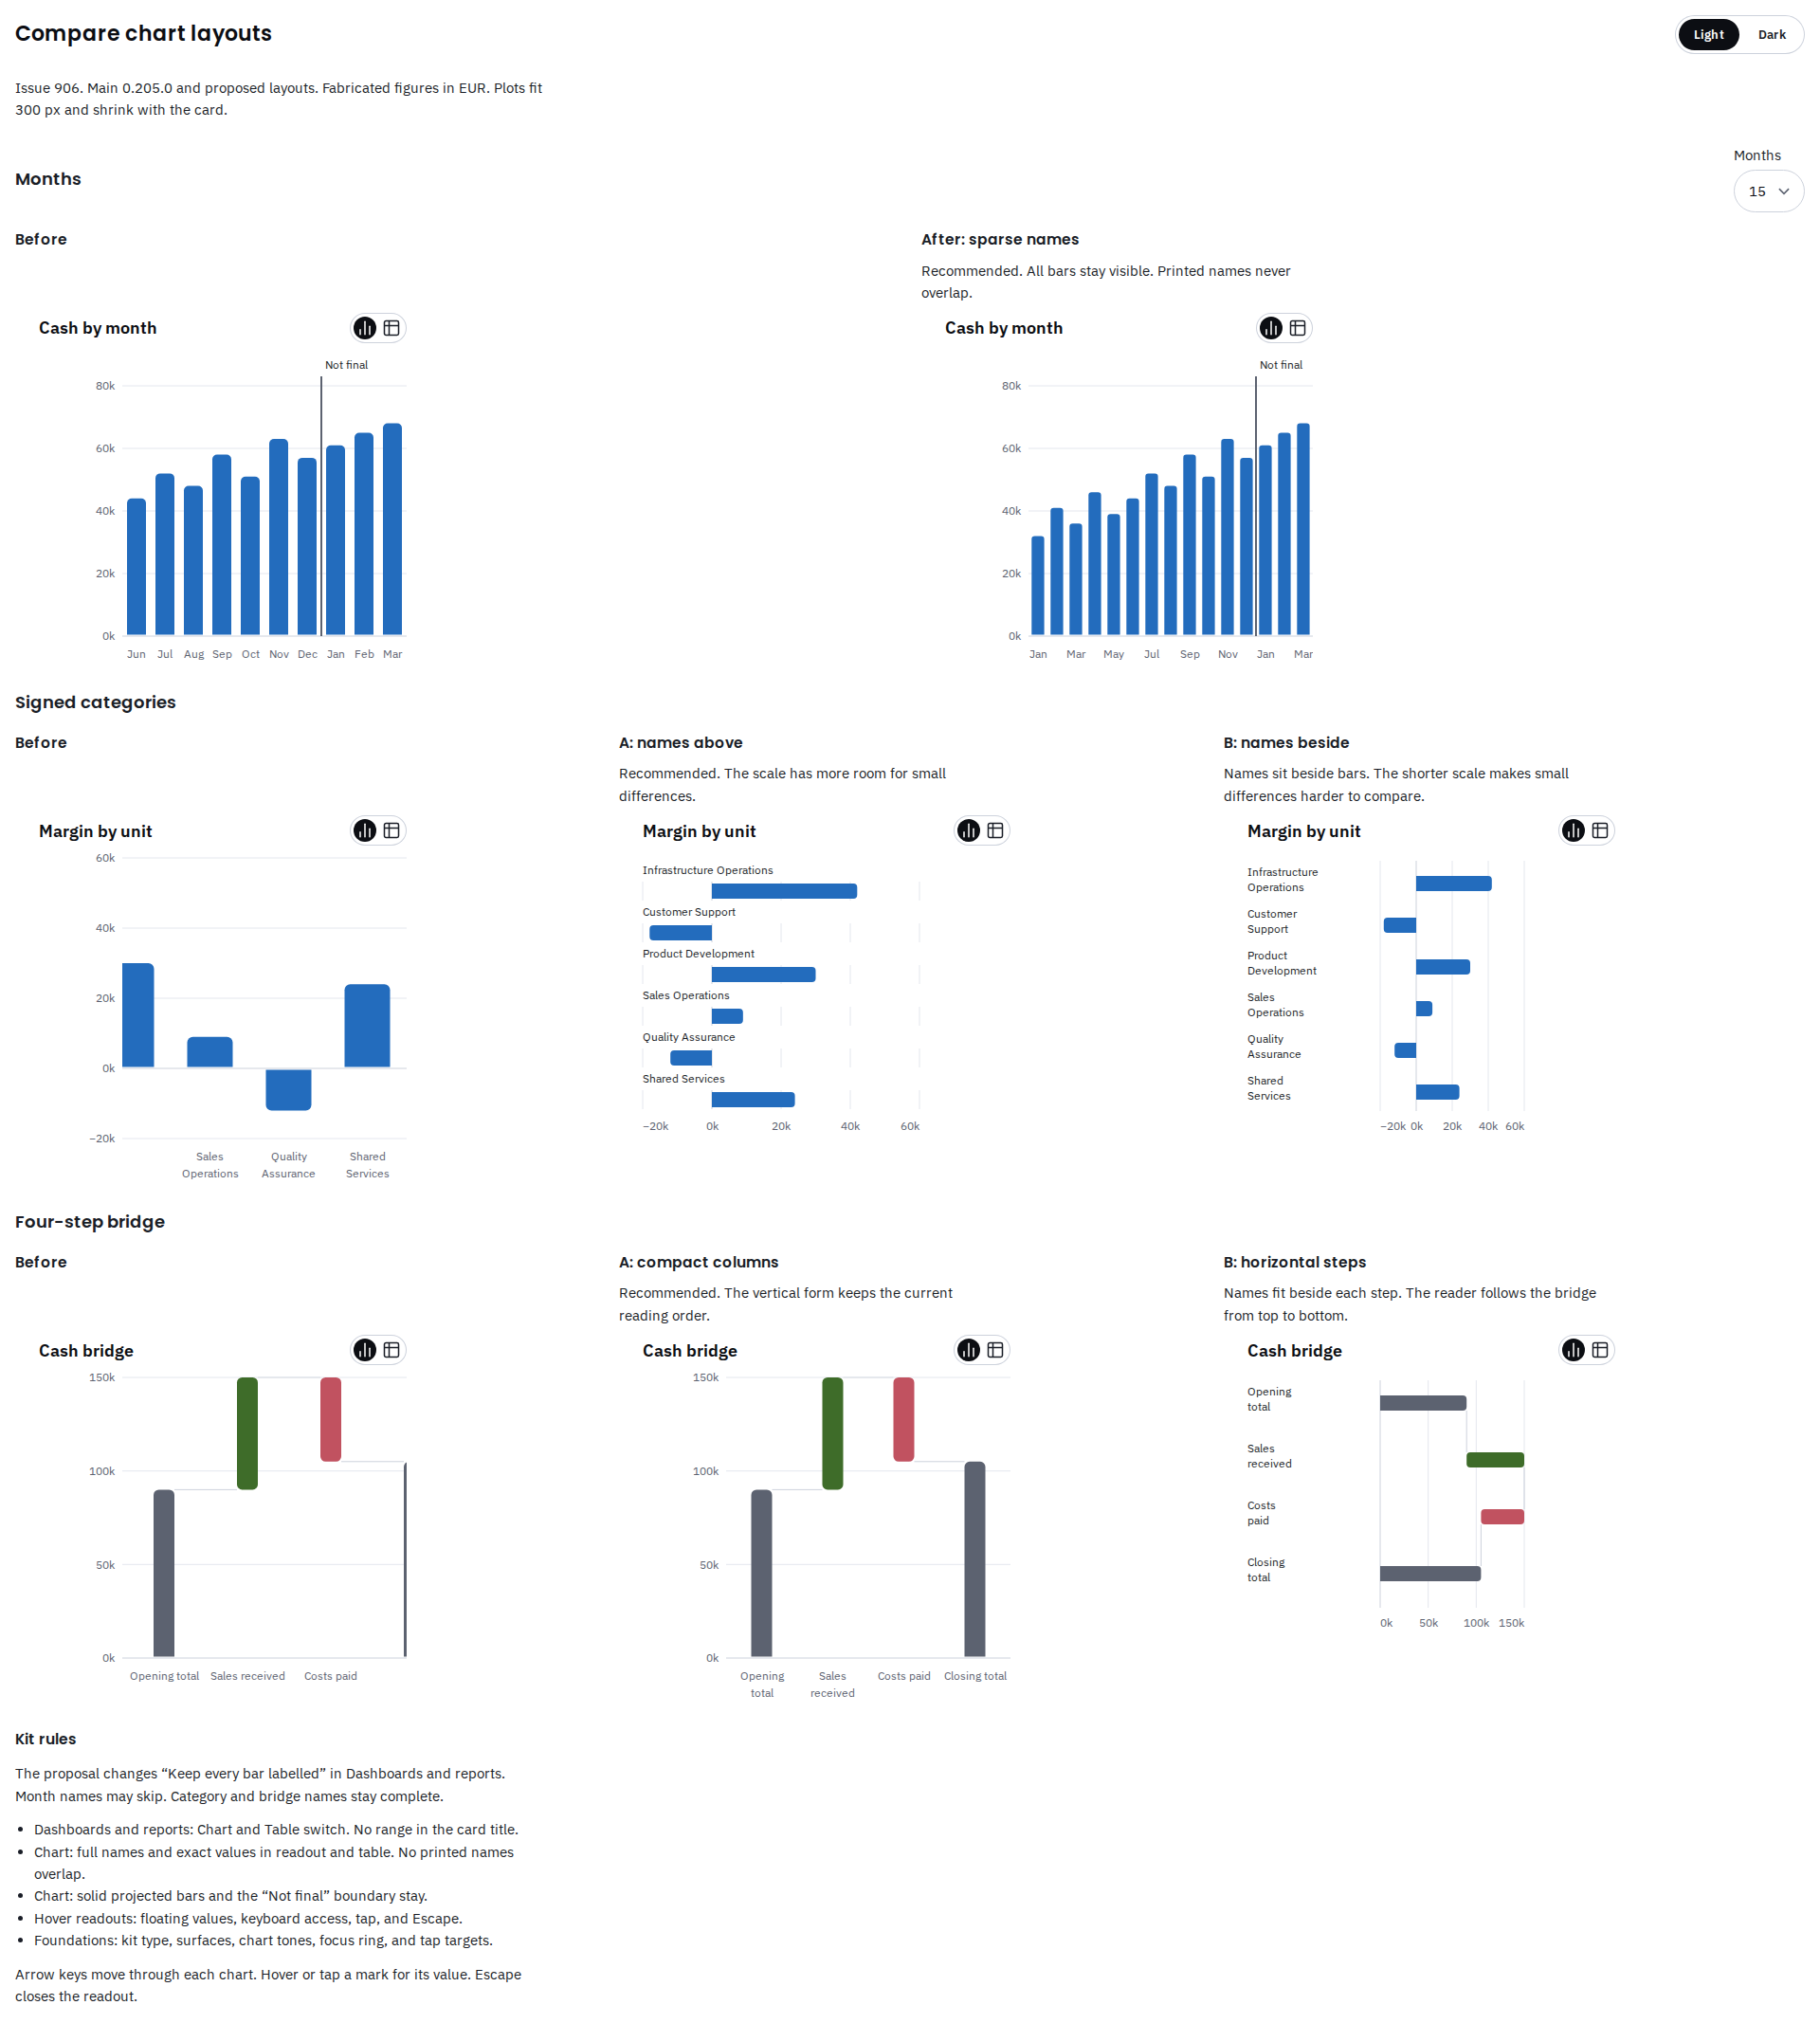 Compare chart layouts
Light
Dark
Issue 906. Main 0.205.0 and proposed layouts. Fabricated figures in EUR. Plots fit
300 px and shrink with the card.
Months
Months
15
Before
After: sparse names
Recommended. All bars stay visible. Printed names never
overlap.
Cash by month
Not final
80k
60k
40k
20k
0k
Jun Jul Aug Sep Oct Nov Dec Jan Feb Mar
Cash by month
Not final
80k
60k
40k
20k
0k
Jan Mar May Jul Sep Nov Jan Mar
Signed categories
Before
A: names above
Recommended. The scale has more room for small
differences.
B: names beside
Names sit beside bars. The shorter scale makes small
differences harder to compare.
Margin by unit
60k
40k
20k
0k
−20k
Sales Quality Shared
Operations Assurance Services
Margin by unit
Infrastructure Operations
Customer Support
Product Development
Sales Operations
Quality Assurance
Shared Services
−20k 0k 20k 40k 60k
Margin by unit
Infrastructure
Operations
Customer
Support
Product
Development
Sales
Operations
Quality
Assurance
Shared
Services
−20k 0k 20k 40k 60k
Four-step bridge
Before
A: compact columns
Recommended. The vertical form keeps the current
reading order.
B: horizontal steps
Names fit beside each step. The reader follows the bridge
from top to bottom.
Cash bridge
150k
100k
50k
0k
Opening total Sales received Costs paid
Cash bridge
150k
100k
50k
0k
Opening Sales Costs paid Closing total
total received
Cash bridge
Opening
total
Sales
received
Costs
paid
Closing
total
0k 50k 100k 150k
Kit rules
The proposal changes “Keep every bar labelled” in Dashboards and reports.
Month names may skip. Category and bridge names stay complete.
• Dashboards and reports: Chart and Table switch. No range in the card title.
• Chart: full names and exact values in readout and table. No printed names
overlap.
• Chart: solid projected bars and the “Not final” boundary stay.
• Hover readouts: floating values, keyboard access, tap, and Escape.
• Foundations: kit type, surfaces, chart tones, focus ring, and tap targets.
Arrow keys move through each chart. Hover or tap a mark for its value. Escape
closes the readout.